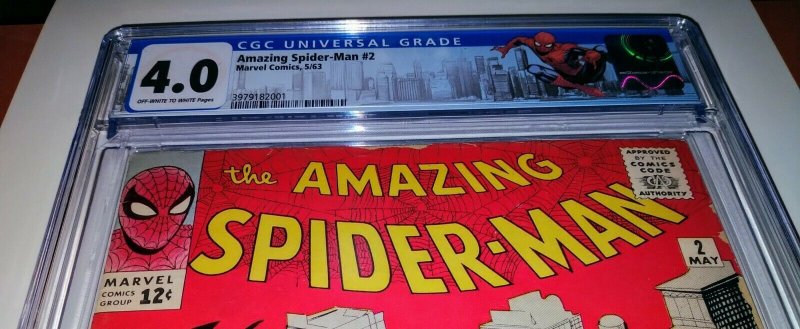 CGC UNIVERSAL GRADE
4.0
OFF-WHITE TO WHITE Pages
Amazing Spider-Man #2
Marvel Comics, 5/63
3979182001
the AMAZING
SPIDER-MAN
APPROVED
BY THE
COMICS
CODE
AUTHORITY
MARVEL
COMICS
GROUP
12¢
2
MAY